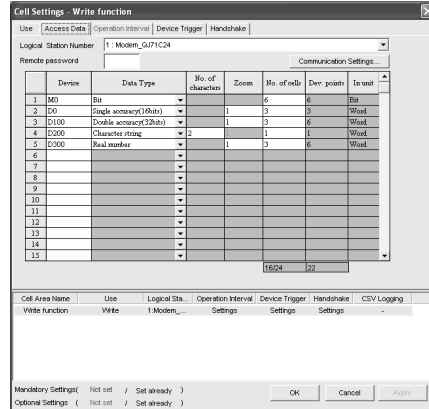 Cell Settings - Write function
Use Access Data Operation Interval Device Trigger Handshake
Logical Station Number 1 : Modem_QJ71C24
Remote password
Communication Settings...
Device Data Type No. of characters Zoom No. of cells Dev. points In unit
1 M0 Bit 6 6 Bit
2 D0 Single accuracy(16bits) 1 3 3 Word
3 D100 Double accuracy(32bits) 1 3 6 Word
4 D200 Character string 2 1 1 1 Word
5 D300 Real number 1 3 6 Word
6
7
8
9
10
11
12
13
14
15
16/24 22
Cell Area Name Use Logical Sta... Operation Interval Device Trigger Handshake CSV Logging
Write function Write 1:Modem_... Settings Settings Settings -
Mandatory Settings( Not set / Set already )
Optional Settings ( Not set / Set already )
OK Cancel Apply